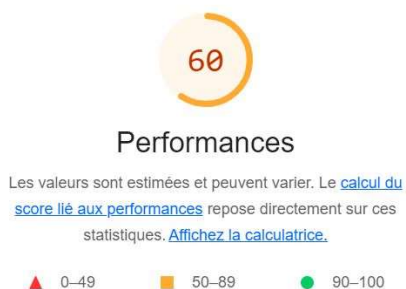 60
Performances
Les valeurs sont estimées et peuvent varier. Le calcul du
score lié aux performances repose directement sur ces
statistiques. Affichez la calculatrice.
0–49 50–89 90–100